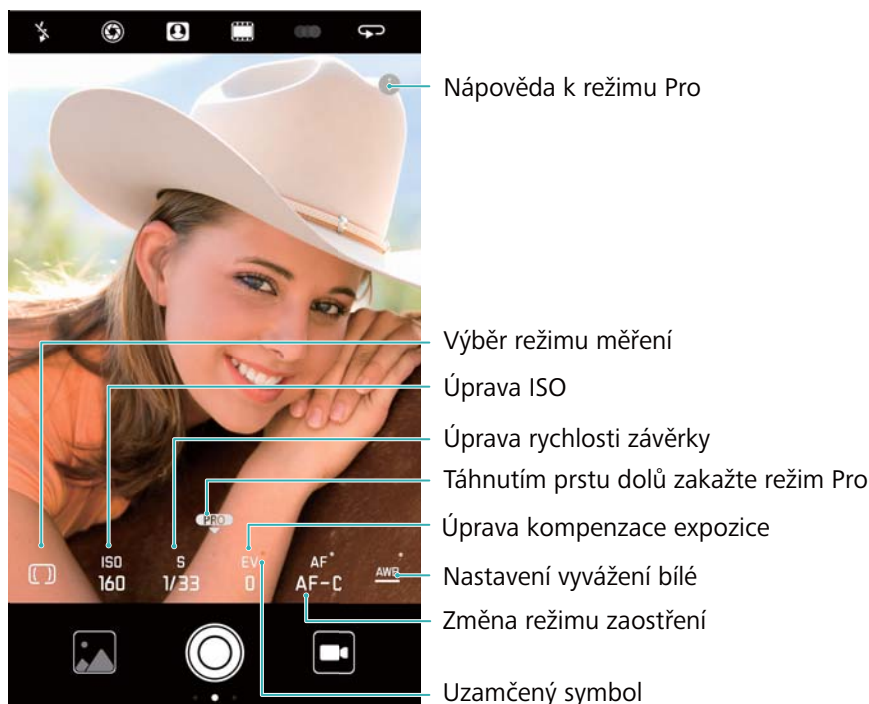 Nápověda k režimu Pro
Výběr režimu měření
Úprava ISO
Úprava rychlosti závěrky
Táhnutím prstu dolů zakažte režim Pro
PRO
Úprava kompenzace expozice
ISO S EV AF AWB
160 1/33 0 AF-C
Nastavení vyvážení bílé
Změna režimu zaostření
Uzamčený symbol